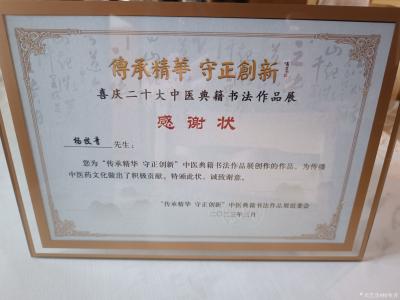 傳承精華 守正創新
喜庆二十大中医典籍书法作品展
感谢状
先生：
您为“传承精华 守正创新”中医典籍书法作品展创作的作品，为传播
中医药文化做出了积极贡献。特颁此状，诚致谢意。
“传承精华 守正创新”中医典籍书法作品展组委会
二〇二三年二月